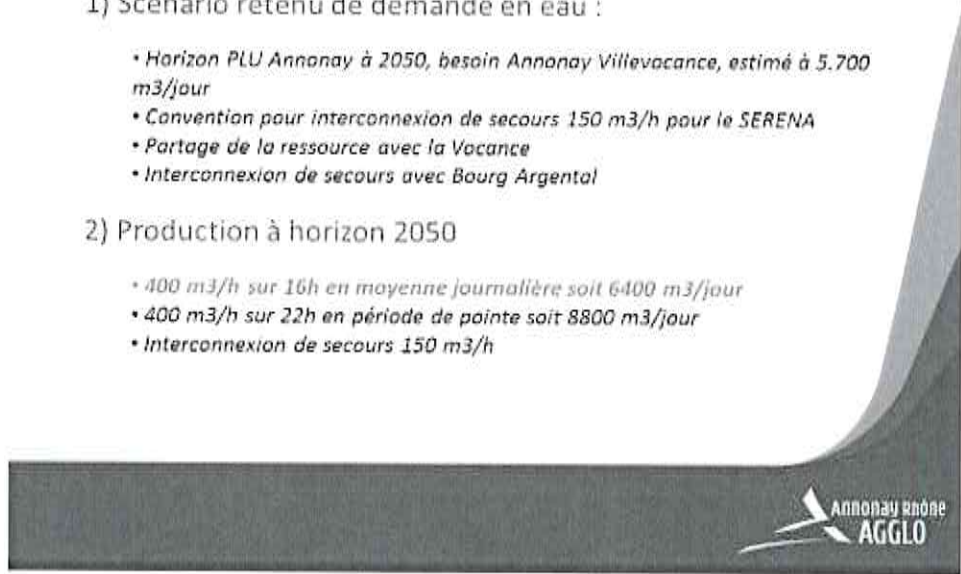 1) Scénario retenu de demande en eau :
• Horizon PLU Annonay à 2050, besoin Annonay Villevocance, estimé à 5.700
m3/jour
• Convention pour interconnexion de secours 150 m3/h pour le SERENA
• Partage de la ressource avec la Vocance
• Interconnexion de secours avec Bourg Argental
2) Production à horizon 2050
• 400 m3/h sur 16h en moyenne journalière soit 6400 m3/jour
• 400 m3/h sur 22h en période de pointe soit 8800 m3/jour
• Interconnexion de secours 150 m3/h
Annonay Rhône
AGGLO